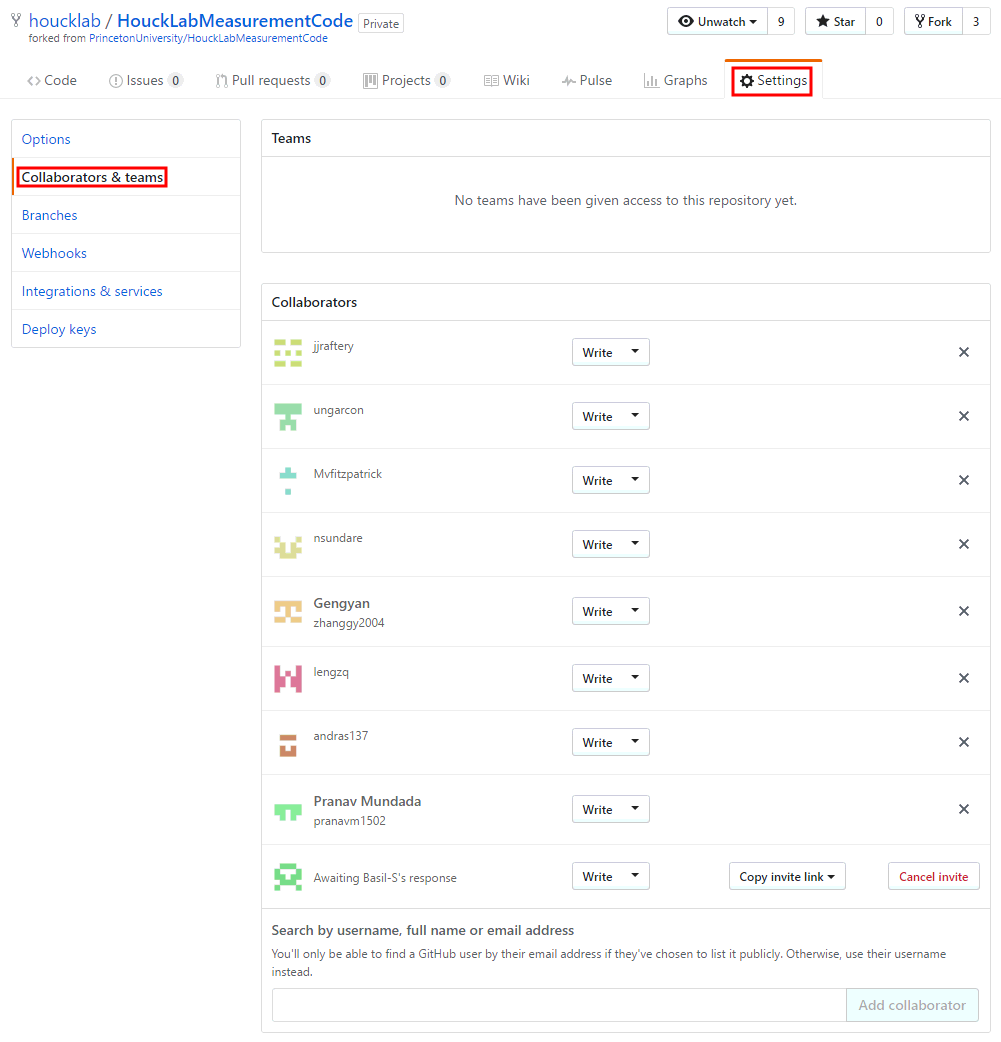 houcklab / HouckLabMeasurementCode Private Unwatch 9 Star 0 Fork 3
forked from PrincetonUniversity/HouckLabMeasurementCode
Code Issues 0 Pull requests 0 Projects 0 Wiki Pulse Graphs Settings
Options
Collaborators & teams
Branches
Webhooks
Integrations & services
Deploy keys
Teams
No teams have been given access to this repository yet.
Collaborators
jjraftery Write
ungarcon Write
Mvfitzpatrick Write
nsundare Write
Gengyan
zhanggy2004 Write
lengzq Write
andras137 Write
Pranav Mundada
pranavm1502 Write
Awaiting Basil-S's response Write Copy invite link Cancel invite
Search by username, full name or email address
You'll only be able to find a GitHub user by their email address if they've chosen to list it publicly. Otherwise, use their username
instead.
Add collaborator